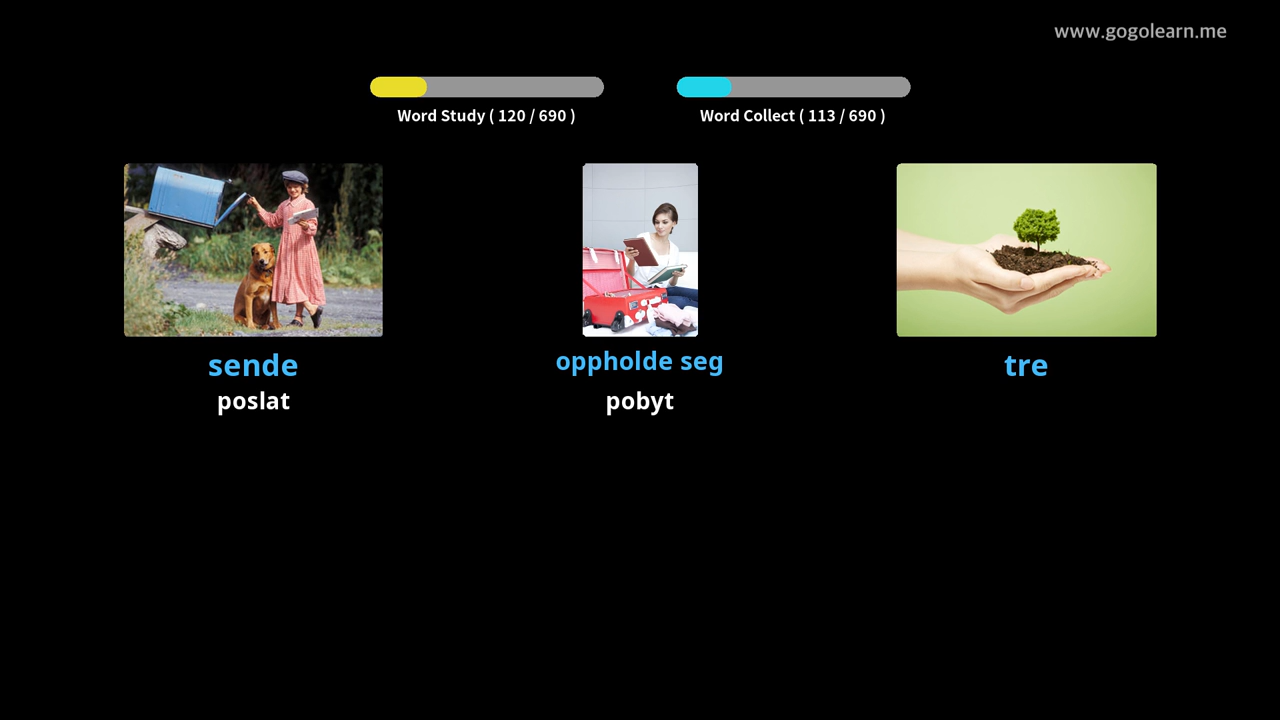 www.gogolearn.me
Word Study ( 120 / 690 )
Word Collect ( 113 / 690 )
sende
oppholde seg
tre
poslat
pobyt